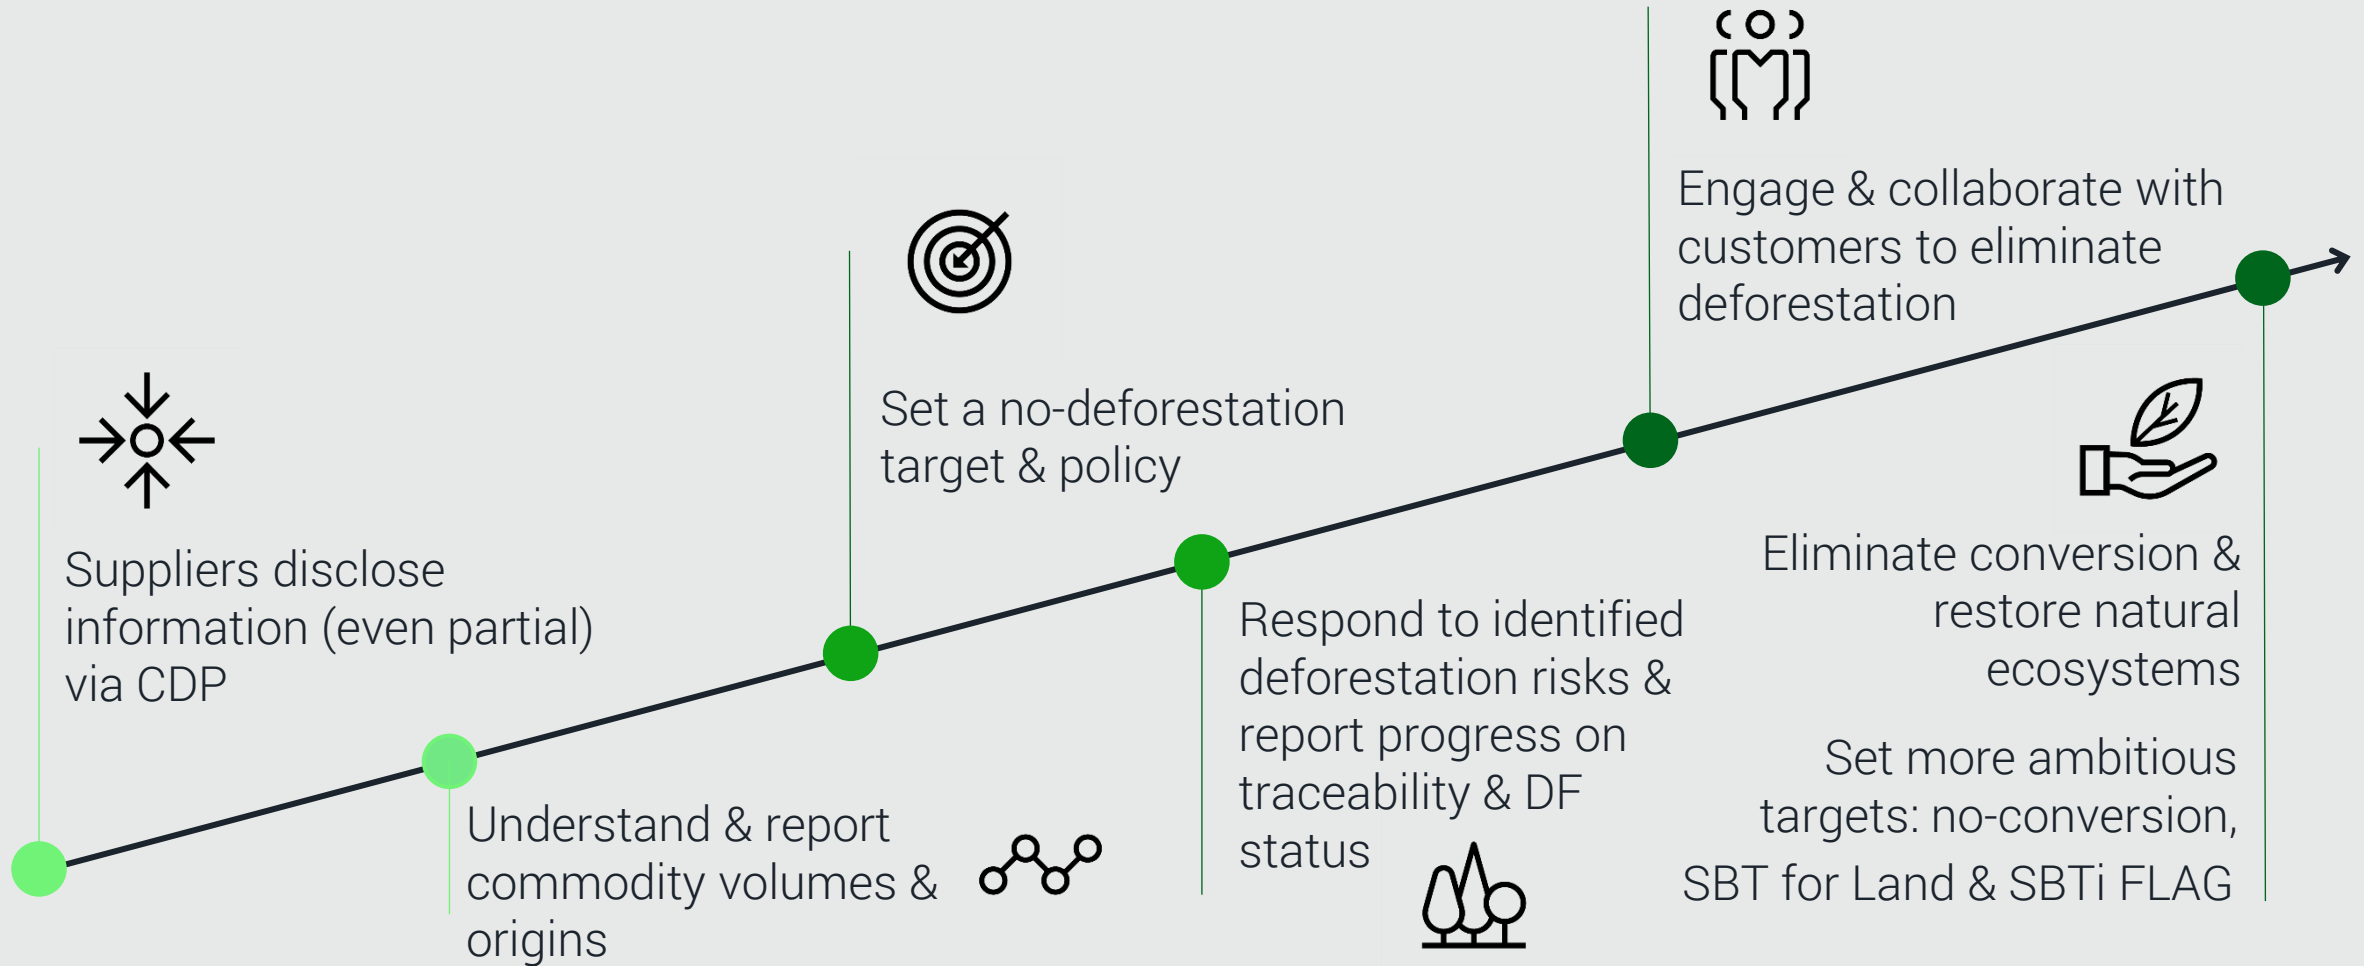 Suppliers disclose
information (even partial)
via CDP
Understand & report
commodity volumes &
origins
Set a no-deforestation
target & policy
Respond to identified
deforestation risks &
report progress on
traceability & DF
status
Engage & collaborate with
customers to eliminate
deforestation
Eliminate conversion &
restore natural
ecosystems
Set more ambitious
targets: no-conversion,
SBT for Land & SBTi FLAG